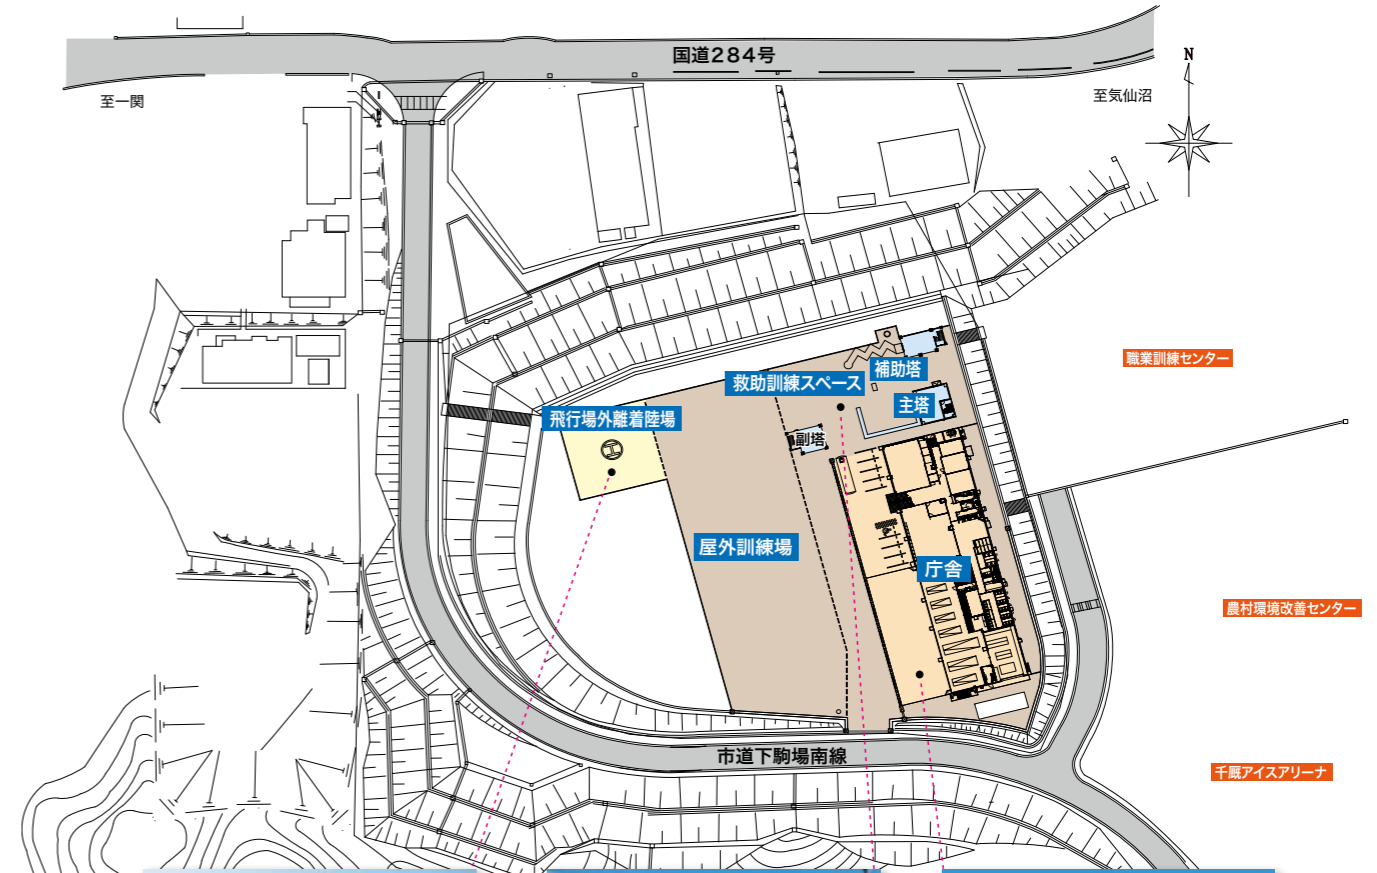 国道284号
N
至一関
至気仙沼
職業訓練センター
補助塔
救助訓練スペース
主塔
飛行場外離着陸場
副塔
屋外訓練場
庁舎
農村環境改善センター
市道下駒場南線
千厩アイスアリーナ